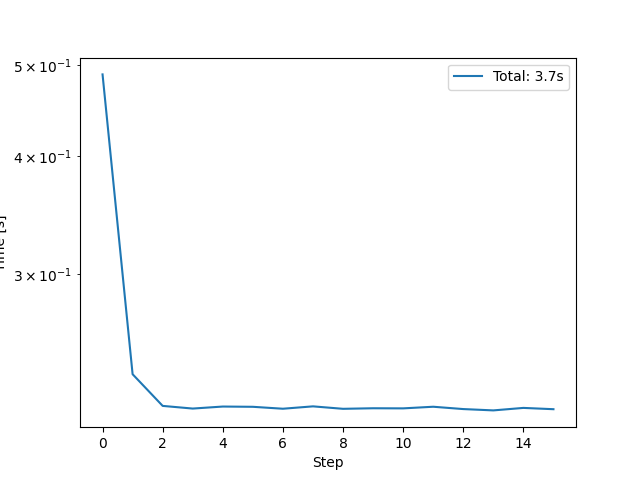 5 × 10⁻¹
4 × 10⁻¹
3 × 10⁻¹
Time [s]
Total: 3.7s
0 2 4 6 8 10 12 14
Step